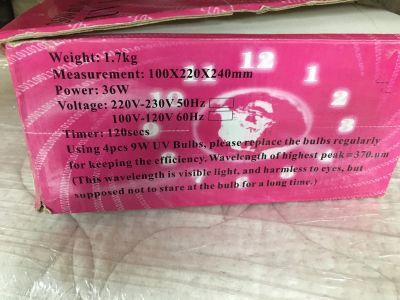 Weight: 1.7kg
Measurement: 100X220X240mm
Power: 36W
Voltage: 220V-230V 50Hz
100V-120V 60Hz
Timer: 120secs
Using 4pcs 9W UV Bulbs, please replace the bulbs regularly
for keeping the efficiency. Wavelength of highest peak=370.nm
(This wavelength is visible light, and harmless to eyes, but
supposed not to stare at the bulb for a long time.)
12
1
2
3